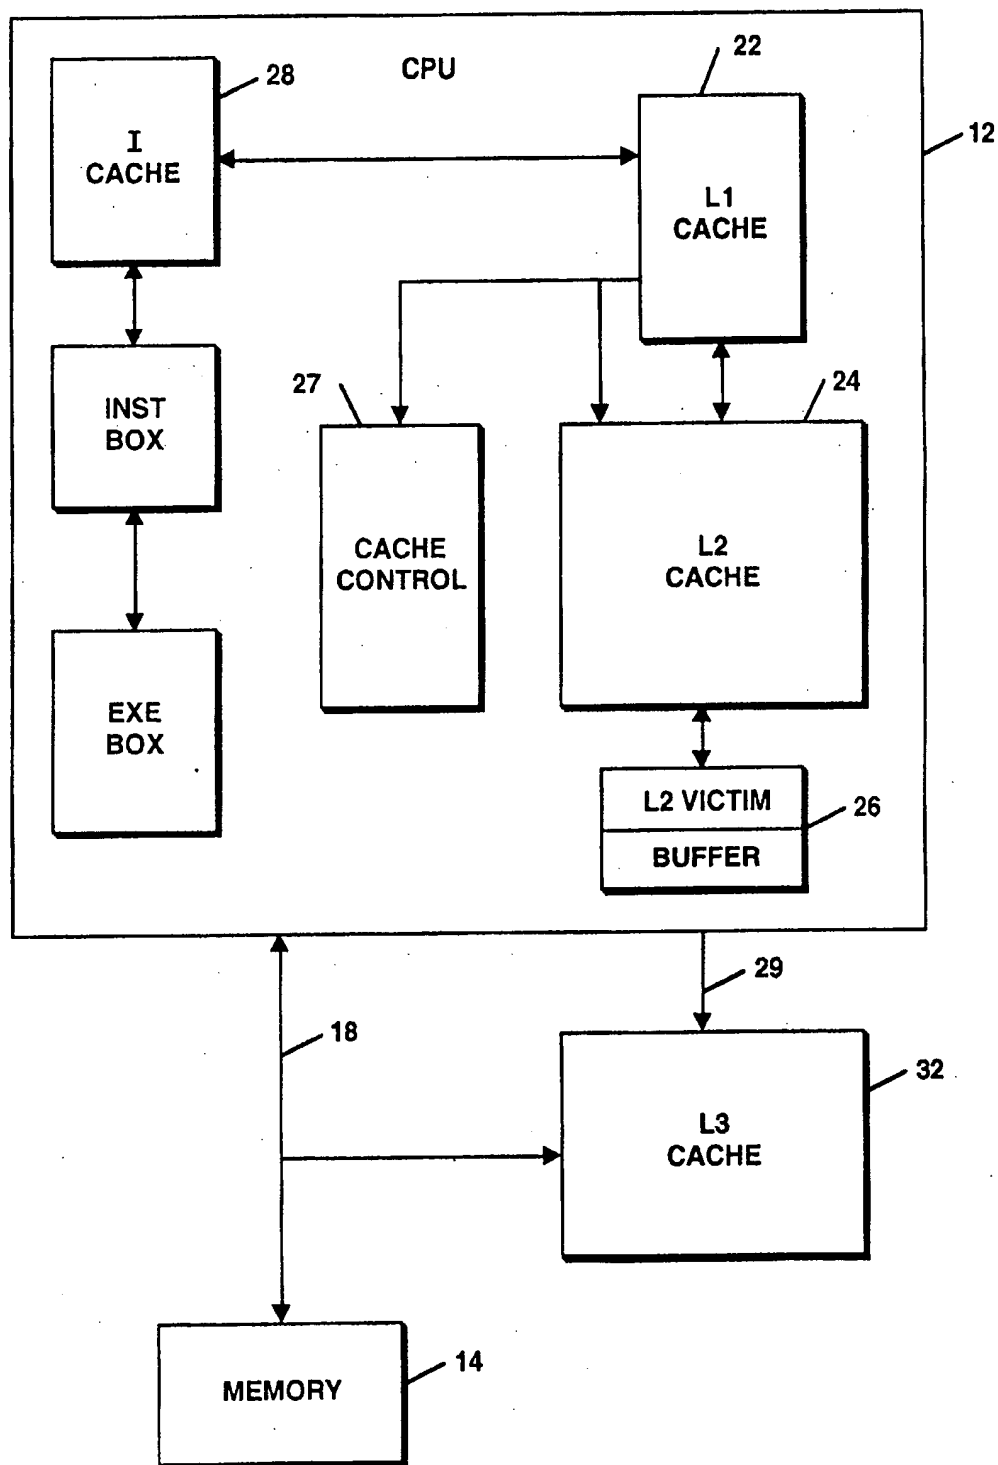 CPU
28
22
12
I
CACHE
L1
CACHE
27
24
INST
BOX
CACHE
CONTROL
L2
CACHE
EXE
BOX
L2 VICTIM
BUFFER
26
29
18
32
L3
CACHE
MEMORY
14